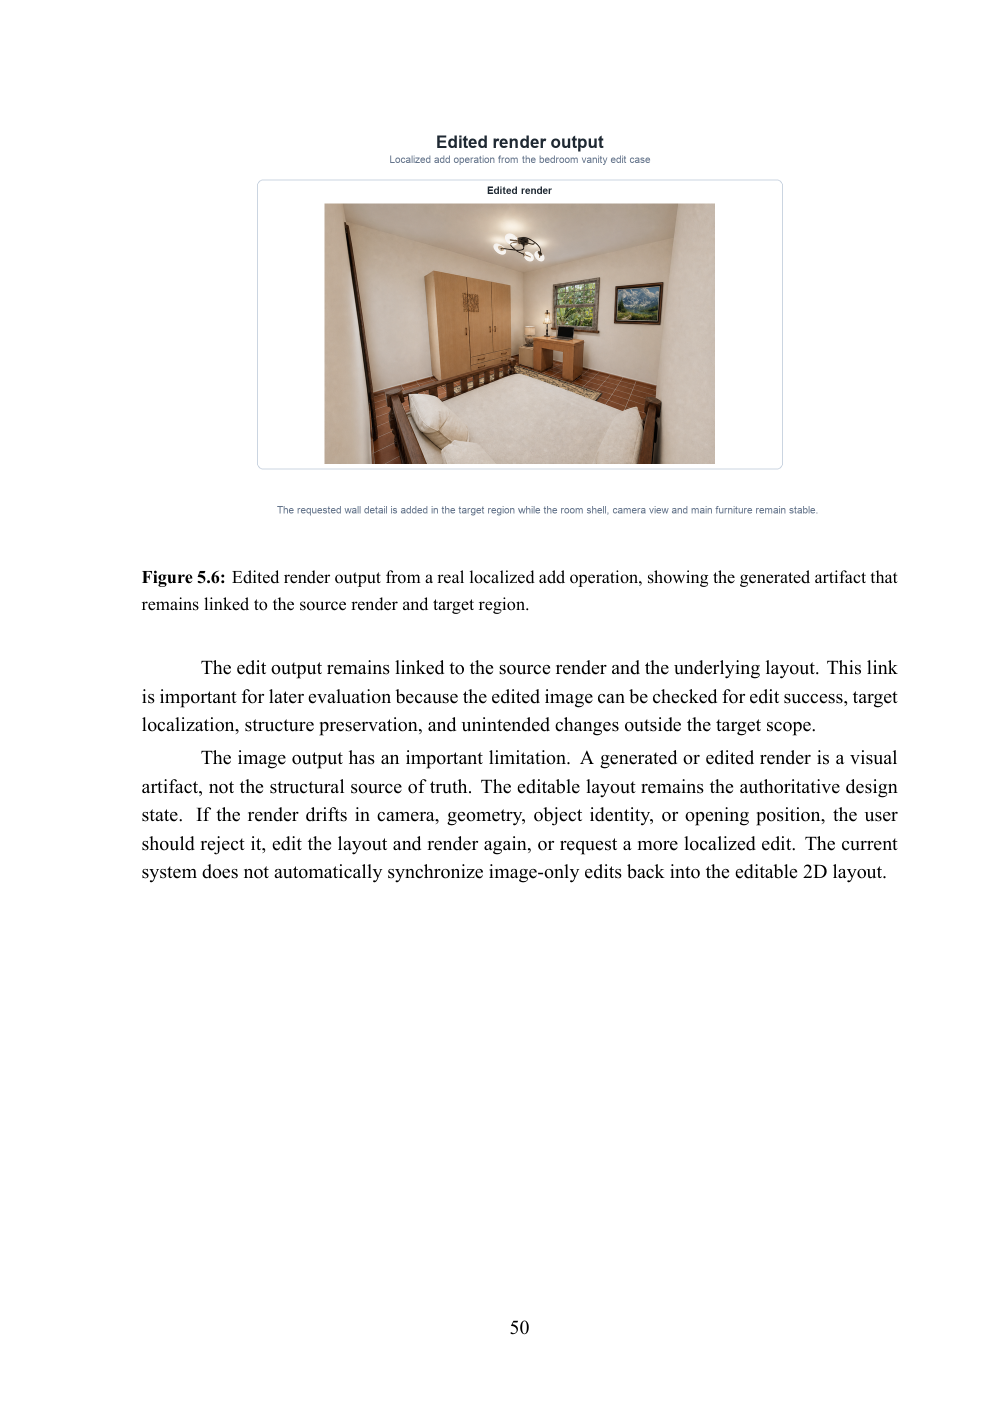 Edited render output
Localized add operation from the bedroom vanity edit case
Edited render
The requested wall detail is added in the target region while the room shell, camera view and main furniture remain stable.
Figure 5.6: Edited render output from a real localized add operation, showing the generated artifact that
remains linked to the source render and target region.
The edit output remains linked to the source render and the underlying layout. This link
is important for later evaluation because the edited image can be checked for edit success, target
localization, structure preservation, and unintended changes outside the target scope.
The image output has an important limitation. A generated or edited render is a visual
artifact, not the structural source of truth. The editable layout remains the authoritative design
state. If the render drifts in camera, geometry, object identity, or opening position, the user
should reject it, edit the layout and render again, or request a more localized edit. The current
system does not automatically synchronize image-only edits back into the editable 2D layout.
50